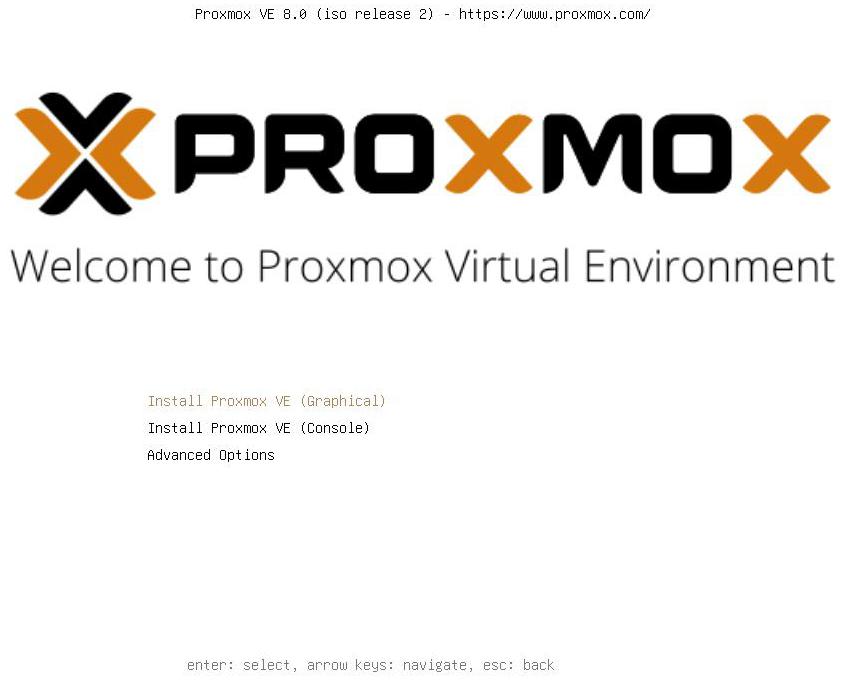 Proxmox VE 8.0 (iso release 2) - https://www.proxmox.com/
PROXMOX
Welcome to Proxmox Virtual Environment
Install Proxmox VE (Graphical)
Install Proxmox VE (Console)
Advanced Options
enter: select, arrow keys: navigate, esc: back